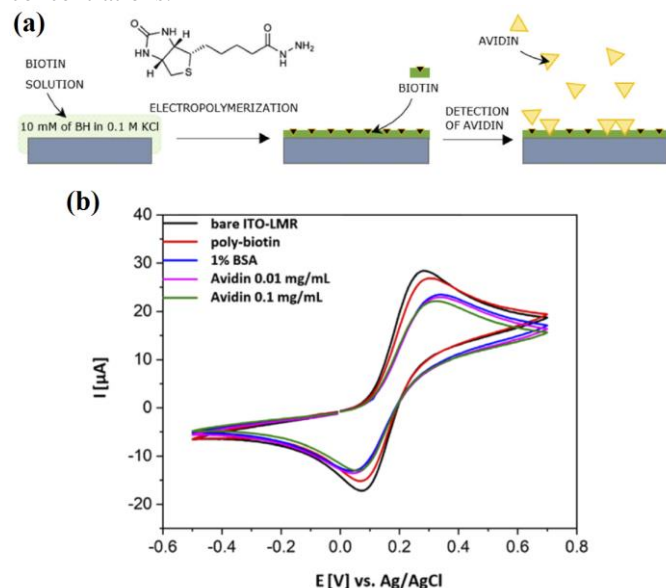 (a)
BIOTIN
SOLUTION
10 mM of BH in 0.1 M KCl
O
HN
NH
H
H
S
O
N
H
NH₂
ELECTROPOLYMERIZATION
BIOTIN
AVIDIN
DETECTION
OF AVIDIN
(b)
bare ITO-LMR
poly-biotin
1% BSA
Avidin 0.01 mg/mL
Avidin 0.1 mg/mL
I [µA]
40
30
20
10
0
-10
-20
-0.6
-0.4
-0.2
0.0
0.2
0.4
0.6
0.8
E [V] vs. Ag/AgCl